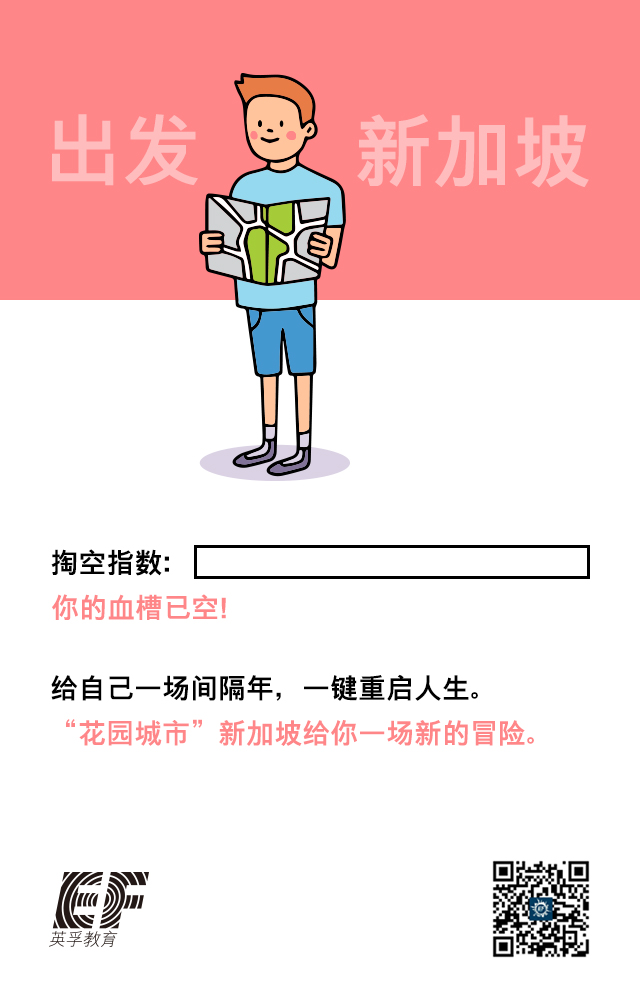 出发 新加坡
掏空指数:
你的血槽已空!
给自己一场间隔年，一键重启人生。
“花园城市”新加坡给你一场新的冒险。
EF
英孚教育